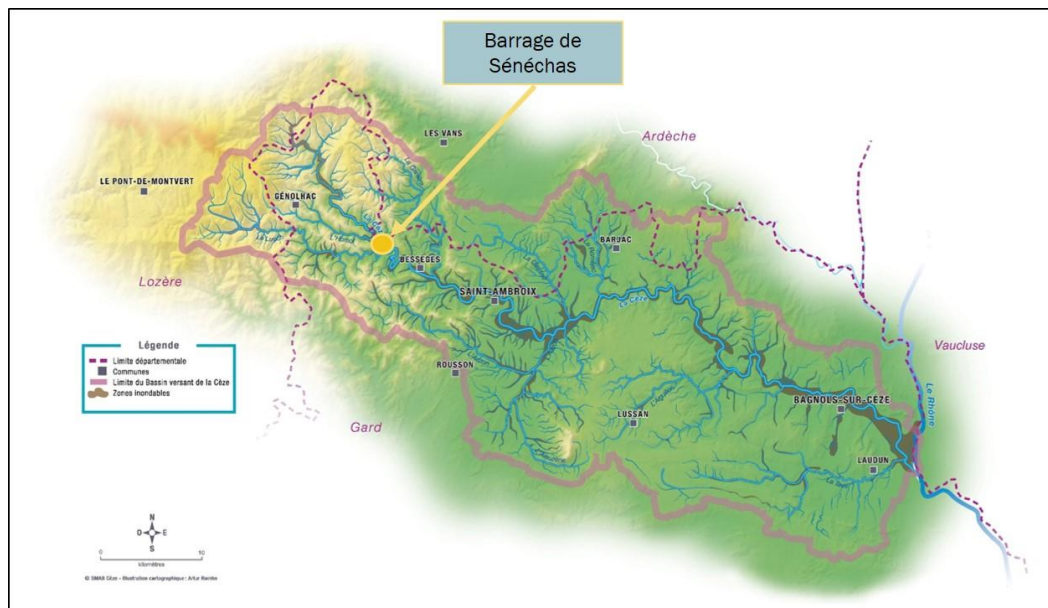 Barrage de
Sénéchas
Ardèche
LES VANS
LE PONT-DE-MONTVERT
GÉNOLHAC
BARJAC
BESSÈGES
Lozère
SAINT-AMBROIX
La Cèze
Légende
Limite départementale
Communes
Limite du Bassin versant de la Cèze
Zones inondables
Vaucluse
ROUSSON
Le Rhône
BAGNOLS-SUR-CÈZE
LUSSAN
Gard
LAUDUN
N
O
E
S
0
10
kilomètres
© SMAB Cèze - Illustration cartographique : Artur Rombo